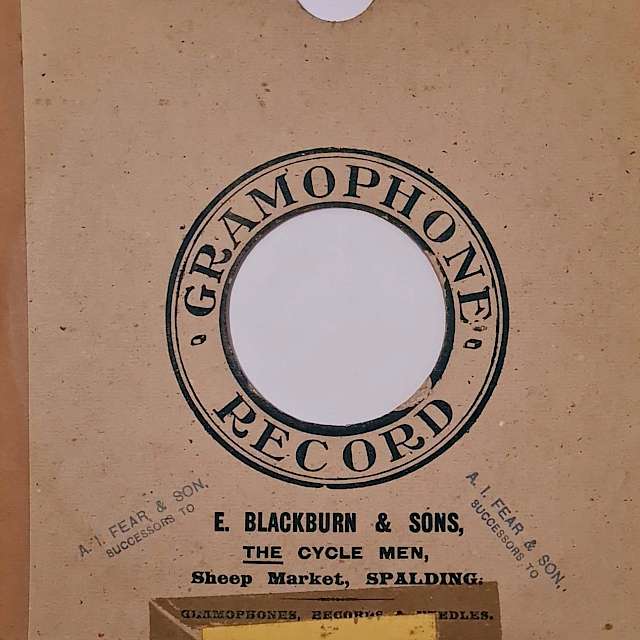 GRAMOPHONE
RECORD
A. I. FEAR & SON.
SUCCESSORS TO
A. I. FEAR & SON.
SUCCESSORS TO
E. BLACKBURN & SONS,
THE CYCLE MEN,
Sheep Market, SPALDING.
GRAMOPHONES, RECORDS & NEEDLES.